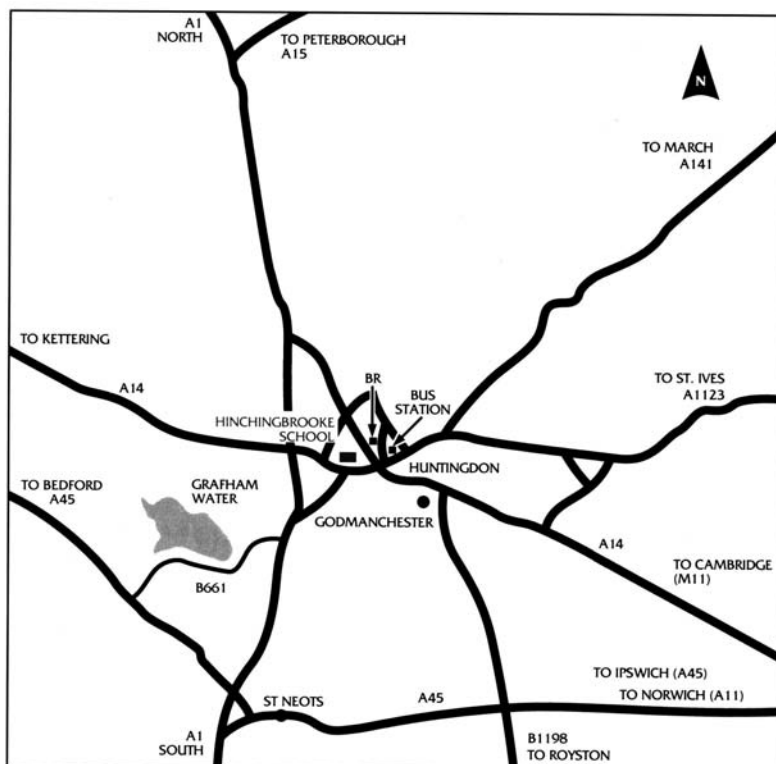 A1
NORTH
TO PETERBOROUGH
A15
N
TO MARCH
A141
TO KETTERING
A14
BR
BUS
STATION
TO ST. IVES
A1123
HINCHINGBROOKE
SCHOOL
HUNTINGDON
TO BEDFORD
A45
GRAFHAM
WATER
GODMANCHESTER
A14
TO CAMBRIDGE
(M11)
B661
TO IPSWICH (A45)
TO NORWICH (A11)
ST NEOTS
A45
A1
SOUTH
B1198
TO ROYSTON